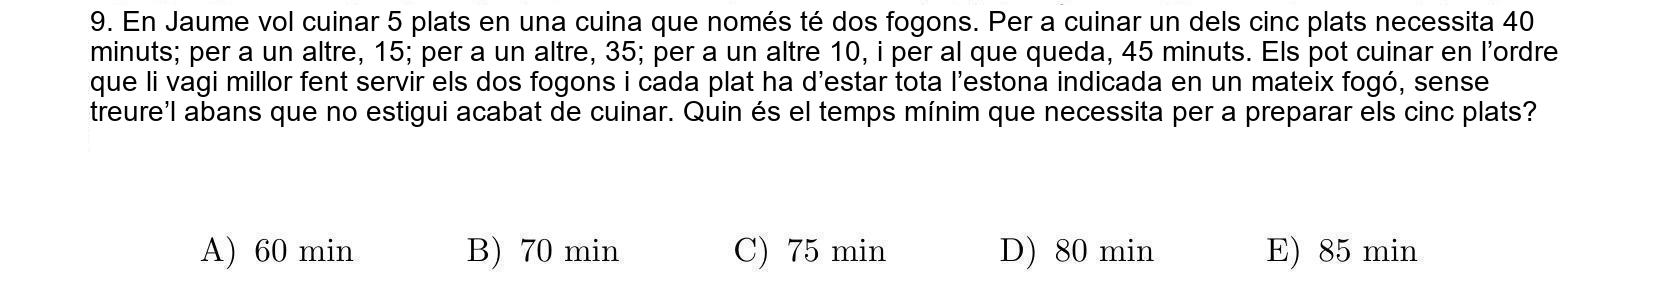 9. En Jaume vol cuinar 5 plats en una cuina que només té dos fogons. Per a cuinar un dels cinc plats necessita 40
minuts; per a un altre, 15; per a un altre, 35; per a un altre 10, i per al que queda, 45 minuts. Els pot cuinar en l’ordre
que li vagi millor fent servir els dos fogons i cada plat ha d’estar tota l’estona indicada en un mateix fogó, sense
treure’l abans que no estigui acabat de cuinar. Quin és el temps mínim que necessita per a preparar els cinc plats?
A) 60 min B) 70 min C) 75 min D) 80 min E) 85 min